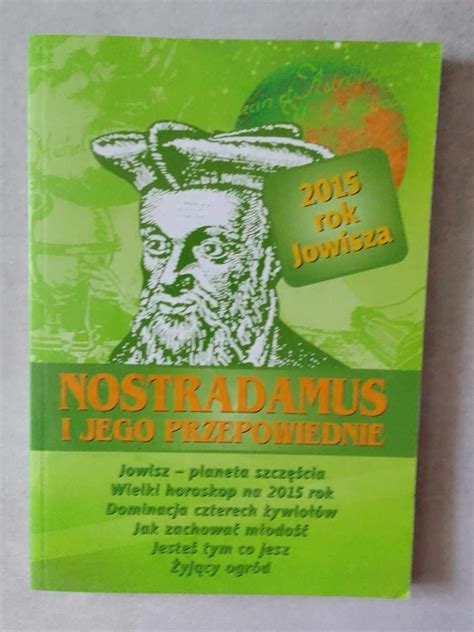 2015
rok
Jowisza
NOSTRADAMUS
I JEGO PRZEPOWIEDNIE
Jowisz – planeta szczęścia
Wielki horoskop na 2015 rok
Dominacja czterech żywiołów
Jak zachować młodość
Jesteś tym co jesz
Żyjący ogród